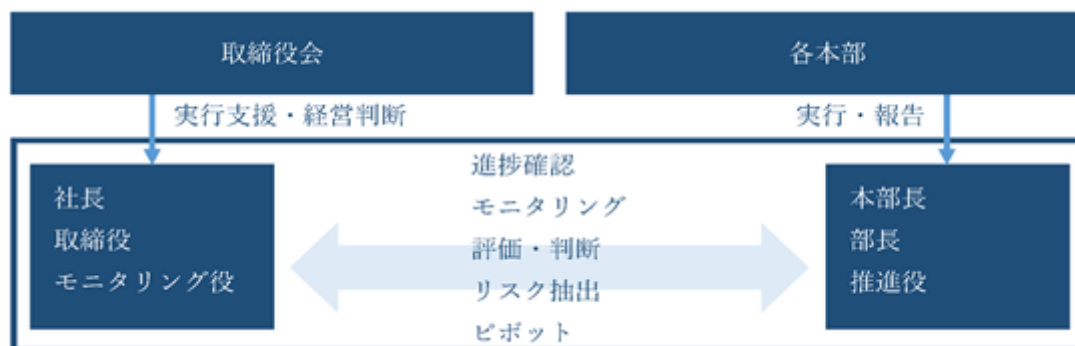 取締役会
各本部
実行支援・経営判断
実行・報告
社長
取締役
モニタリング役
進捗確認
モニタリング
評価・判断
リスク抽出
ピボット
本部長
部長
推進役